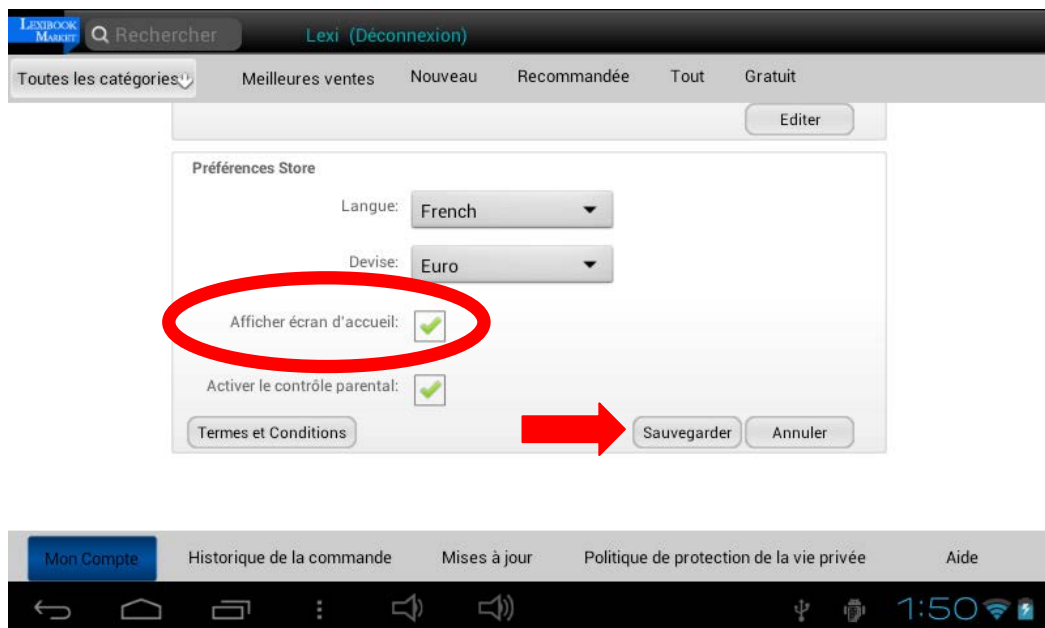 LEXIBOOK
MARKET
Rechercher
Lexi (Déconnexion)
Toutes les catégories
Meilleures ventes
Nouveau
Recommandée
Tout
Gratuit
Editer
Préférences Store
Langue:
French
Devise:
Euro
Afficher écran d'accueil:
Activer le contrôle parental:
Termes et Conditions
Sauvegarder
Annuler
Mon Compte
Historique de la commande
Mises à jour
Politique de protection de la vie privée
Aide
1:50